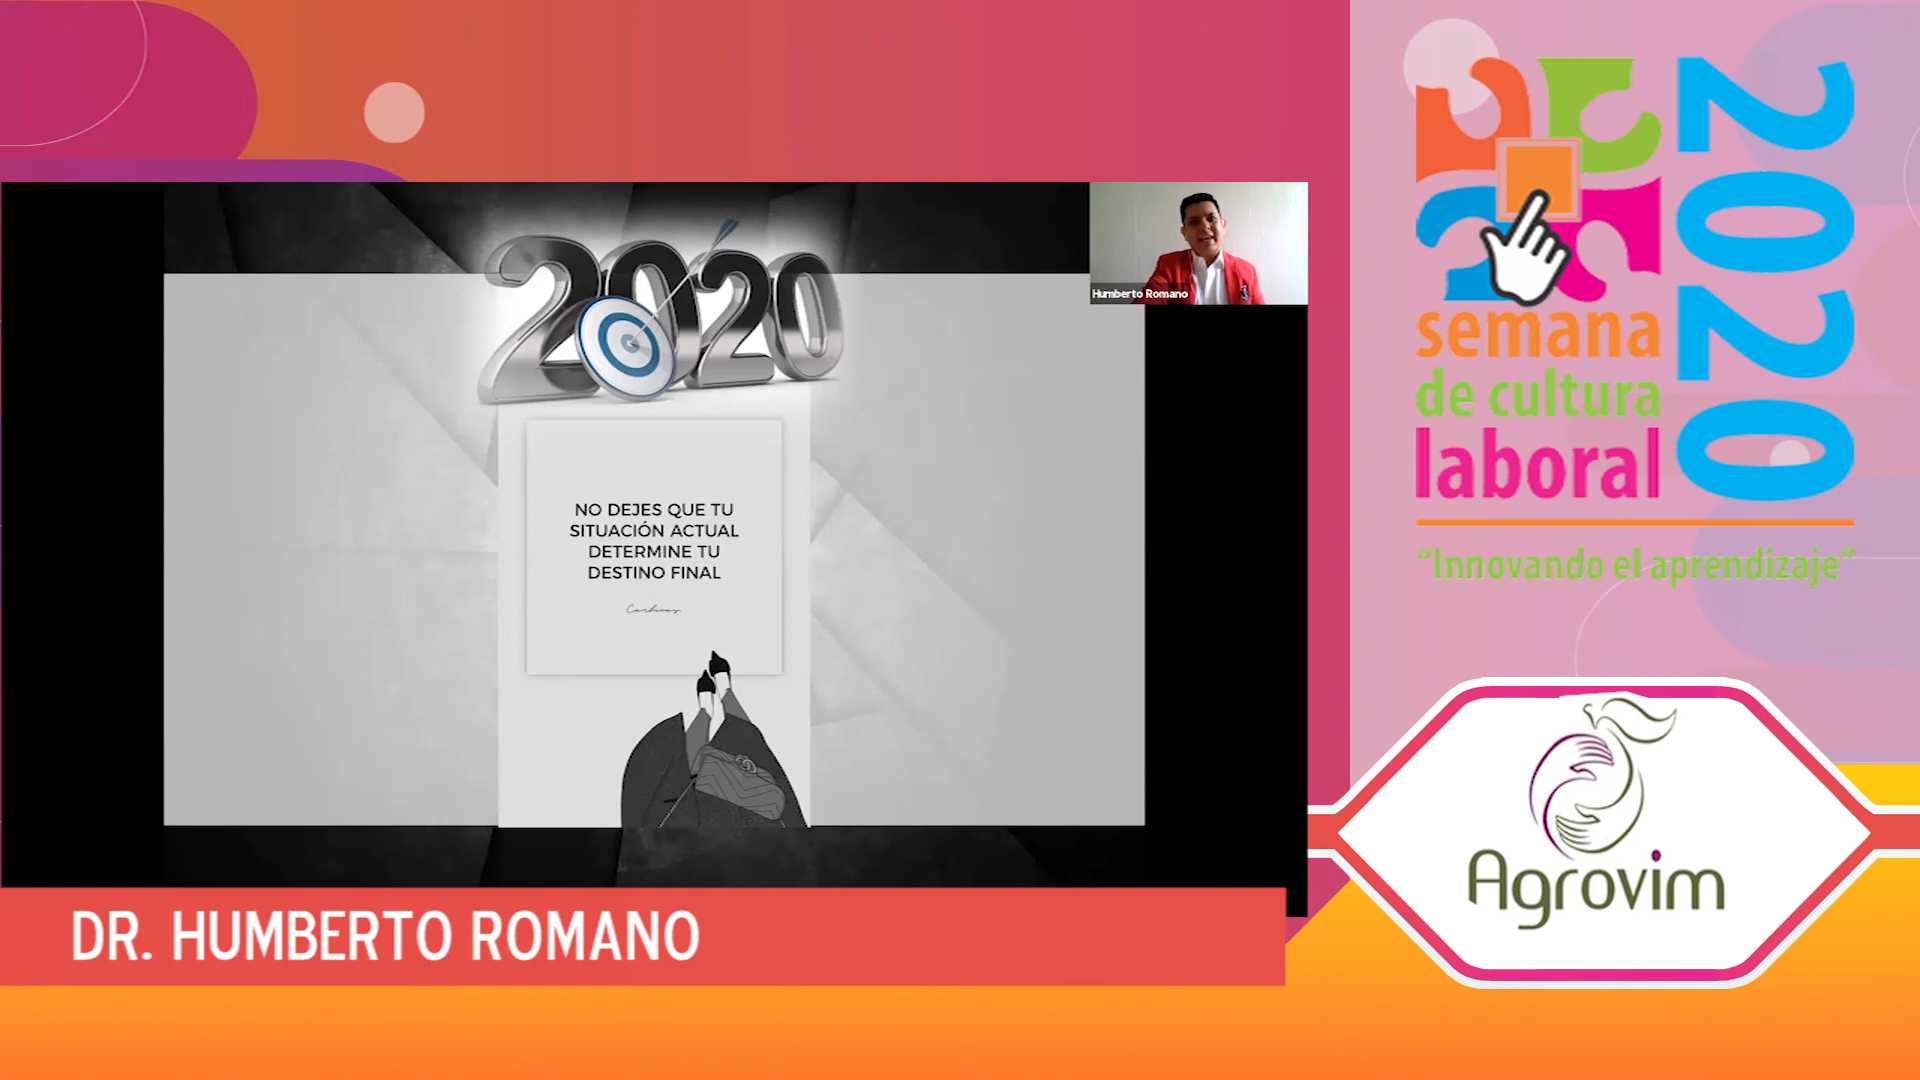 2020
Humberto Romano
NO DEJES QUE TU
SITUACIÓN ACTUAL
DETERMINE TU
DESTINO FINAL
DR. HUMBERTO ROMANO
semana
de cultura
laboral
2020
“Innovando el aprendizaje”
Agrovim